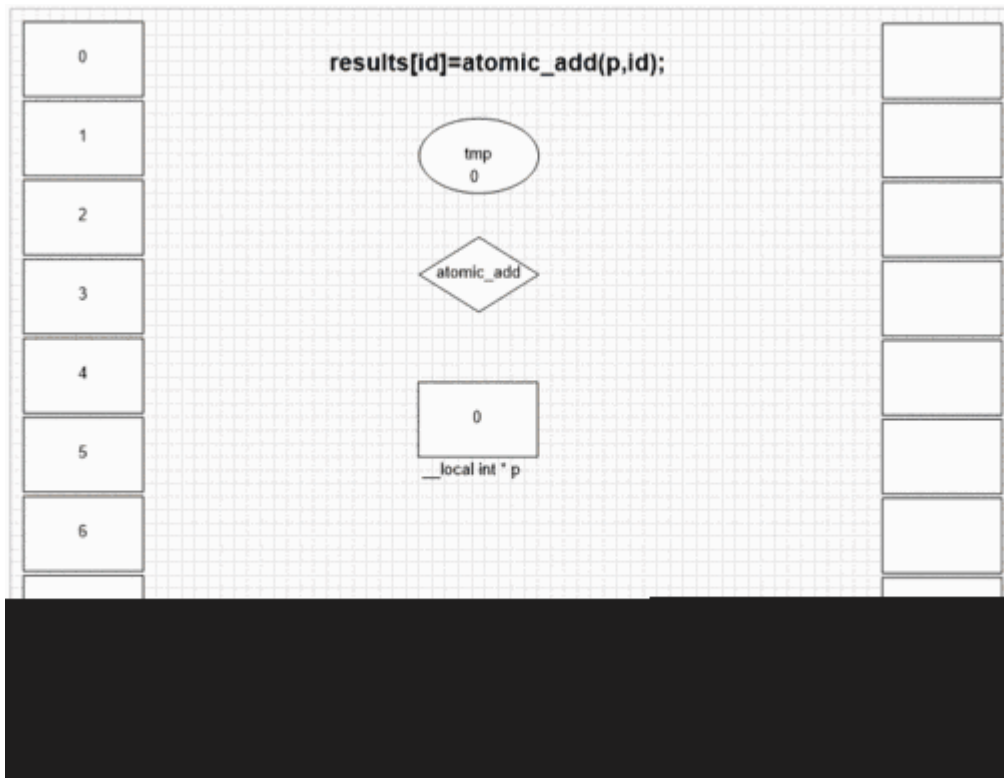 0
1
2
3
4
5
6
results[id]=atomic_add(p,id);
tmp
0
atomic_add
0
__local int * p